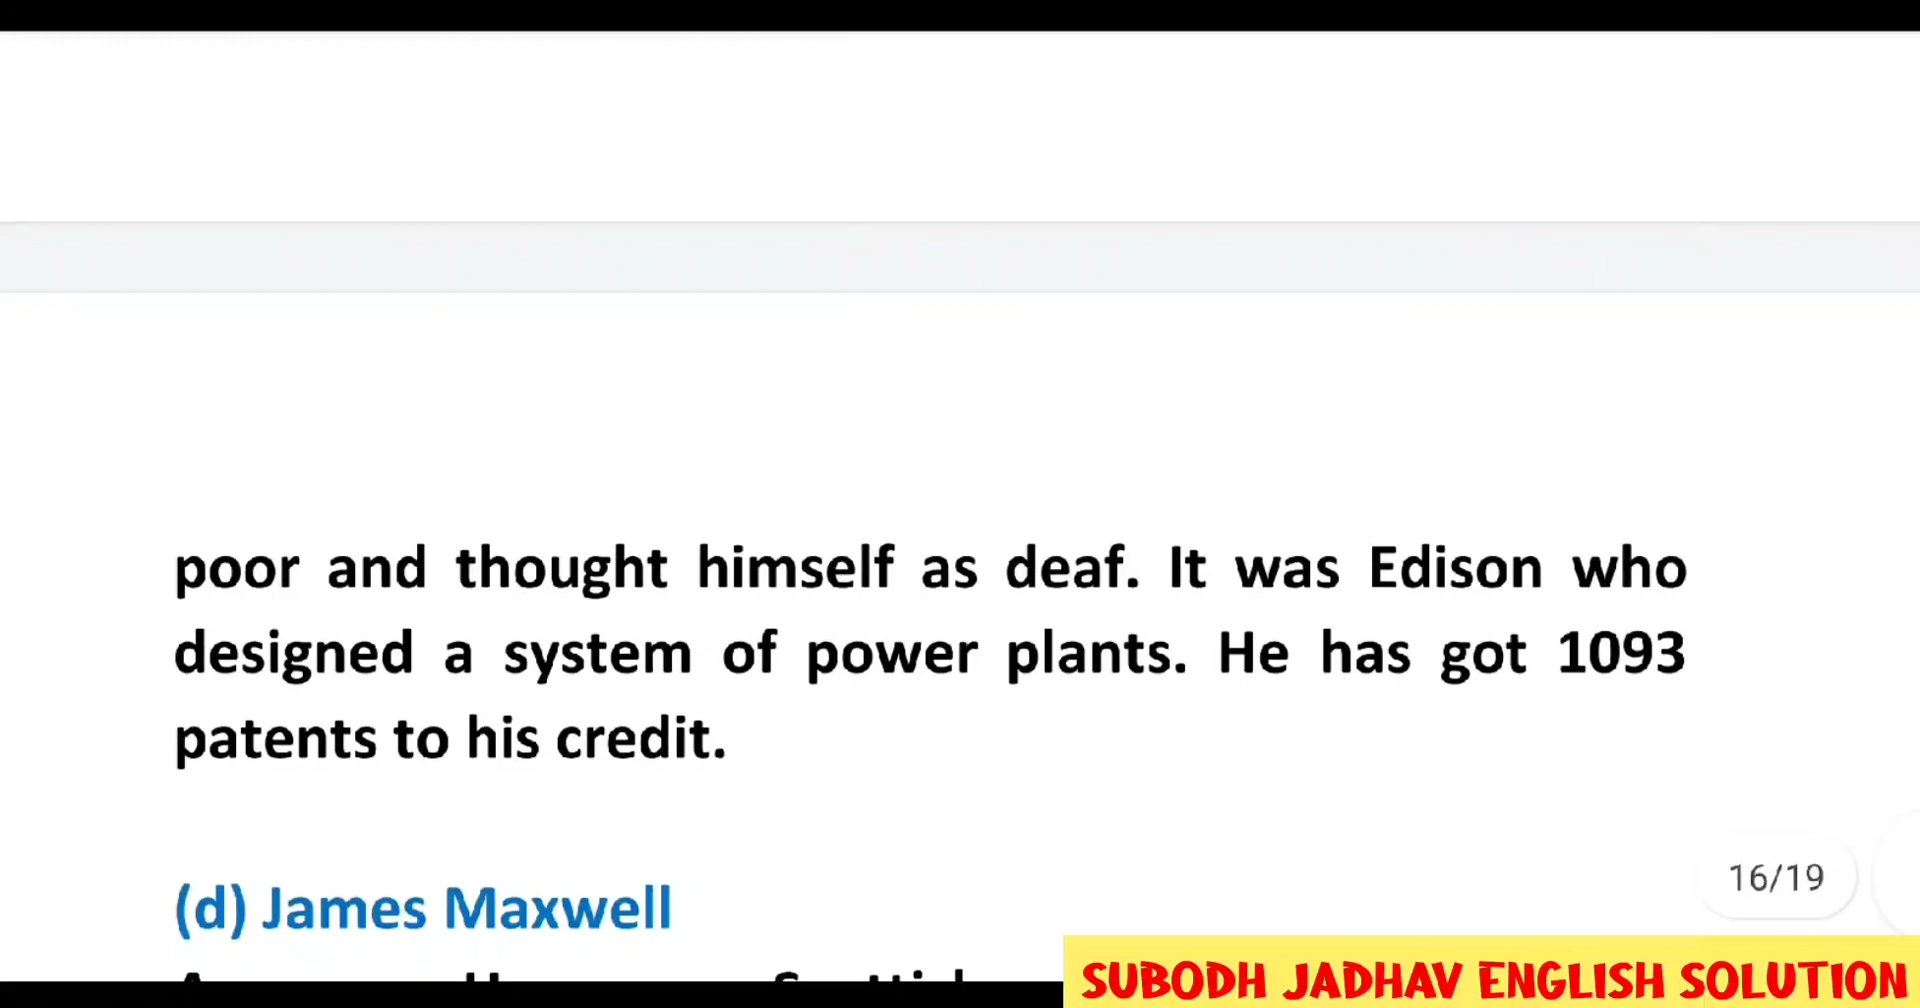 poor and thought himself as deaf. It was Edison who
designed a system of power plants. He has got 1093
patents to his credit.
(d) James Maxwell
16/19
SUBODH JADHAV ENGLISH SOLUTION